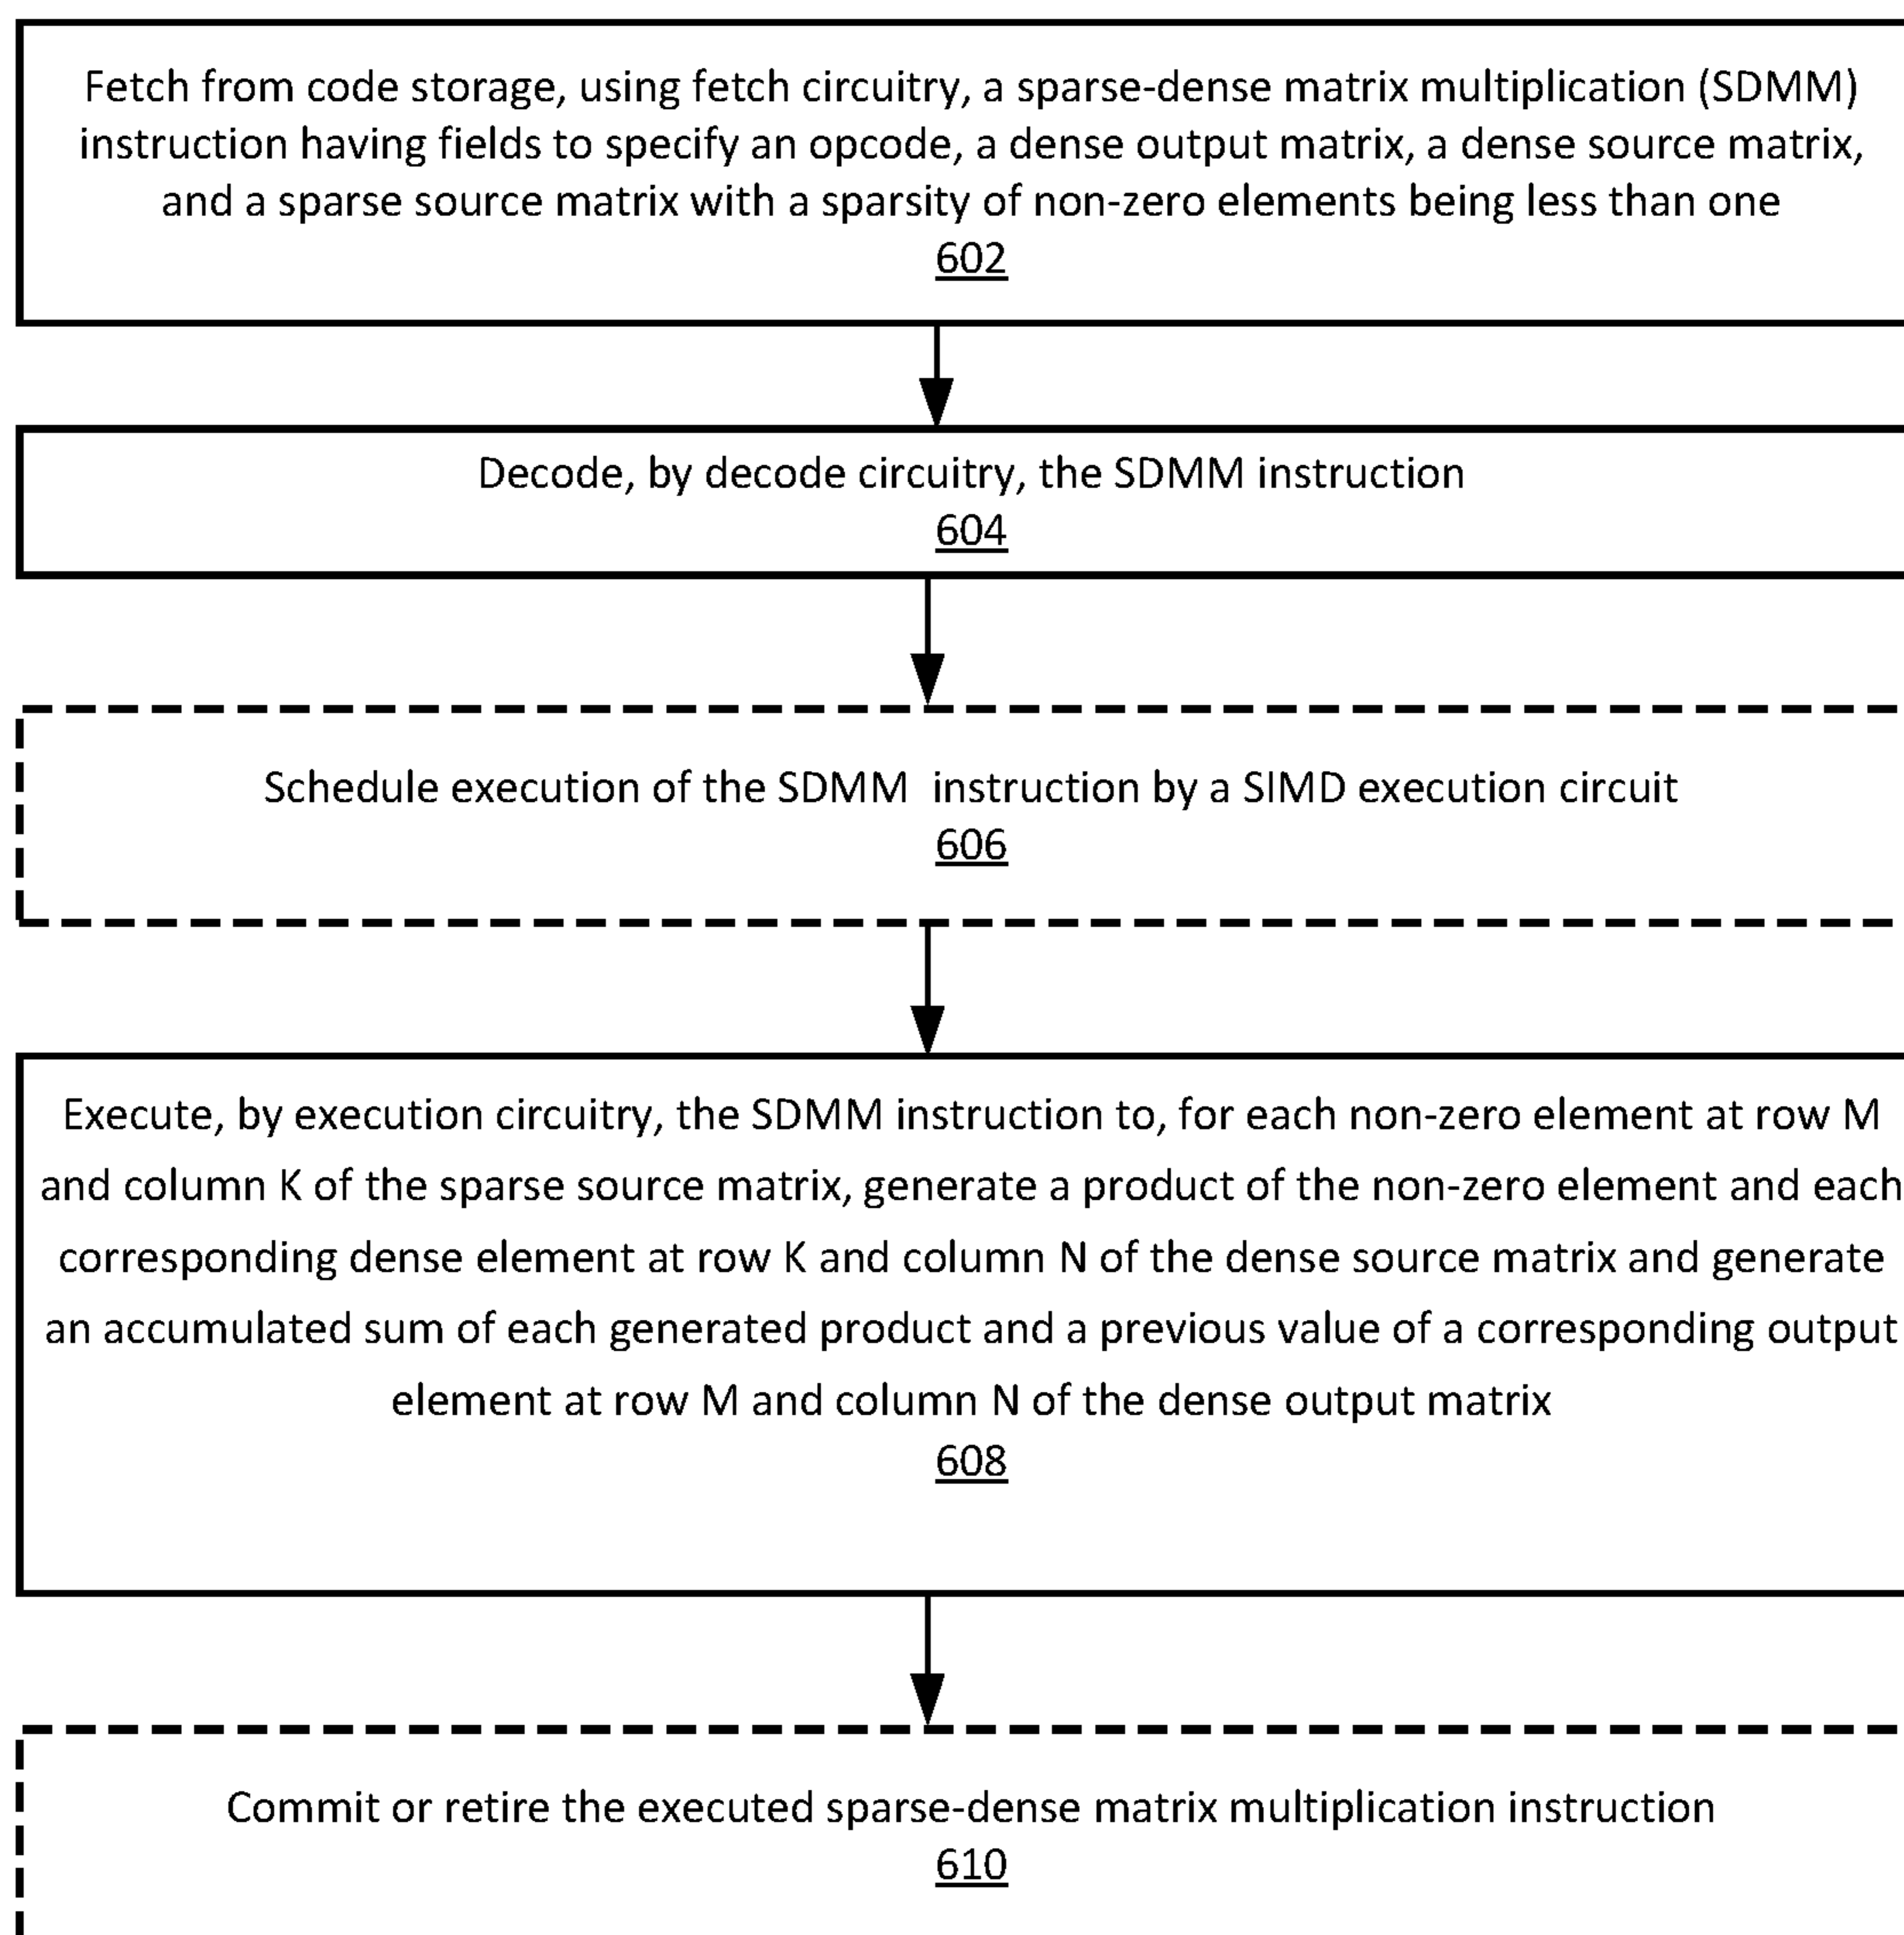 Fetch from code storage, using fetch circuitry, a sparse-dense matrix multiplication (SDMM)
instruction having fields to specify an opcode, a dense output matrix, a dense source matrix,
and a sparse source matrix with a sparsity of non-zero elements being less than one
602
Decode, by decode circuitry, the SDMM instruction
604
Schedule execution of the SDMM instruction by a SIMD execution circuit
606
Execute, by execution circuitry, the SDMM instruction to, for each non-zero element at row M
and column K of the sparse source matrix, generate a product of the non-zero element and each
corresponding dense element at row K and column N of the dense source matrix and generate
an accumulated sum of each generated product and a previous value of a corresponding output
element at row M and column N of the dense output matrix
608
Commit or retire the executed sparse-dense matrix multiplication instruction
610